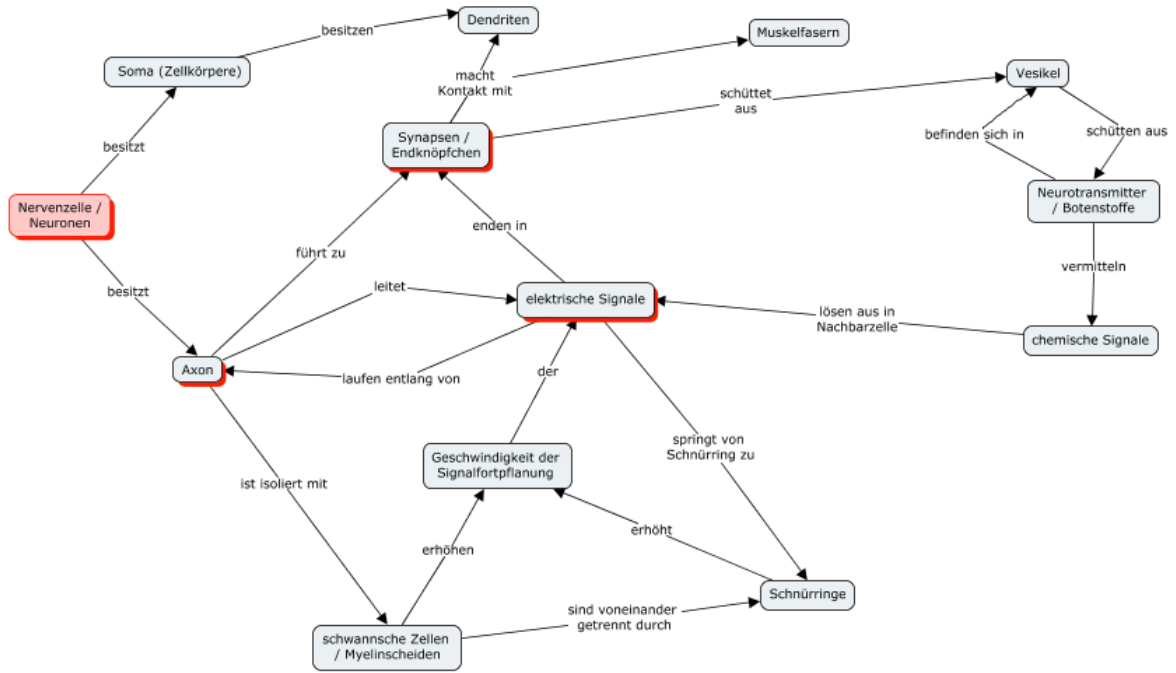 Dendriten
besitzen
Muskelfasern
Soma (Zellkörpere)
macht
Kontakt mit
Vesikel
schüttet
aus
besitzt
Synapsen /
Endknöpfchen
befinden sich in
schütten aus
Nervenzelle /
Neuronen
Neurotransmitter
/ Botenstoffe
enden in
führt zu
vermitteln
besitzt
leitet
elektrische Signale
lösen aus in
Nachbarzelle
chemische Signale
Axon
laufen entlang von
der
springt von
Schnürring zu
Geschwindigkeit der
Signalfortpflanung
ist isoliert mit
erhöht
erhöhen
Schnürringe
sind voneinander
getrennt durch
schwannsche Zellen
/ Myelinscheiden